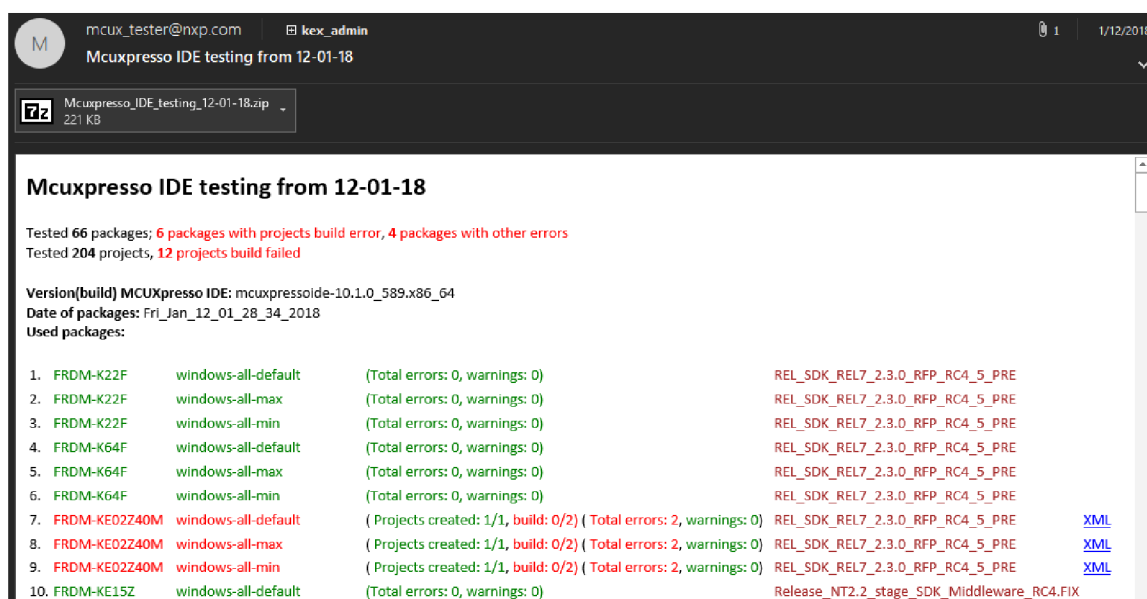 M
mcux_tester@nxp.com kex_admin 1 1/12/2018
Mcuxpresso IDE testing from 12-01-18
7z Mcuxpresso_IDE_testing_12-01-18.zip
221 KB
Mcuxpresso IDE testing from 12-01-18
Tested 66 packages; 6 packages with projects build error, 4 packages with other errors
Tested 204 projects, 12 projects build failed
Version(build) MCUXpresso IDE: mcuxpressoide-10.1.0_589.x86_64
Date of packages: Fri_Jan_12_01_28_34_2018
Used packages:
1. FRDM-K22F windows-all-default (Total errors: 0, warnings: 0) REL_SDK_REL7_2.3.0_RFP_RC4_5_PRE
2. FRDM-K22F windows-all-max (Total errors: 0, warnings: 0) REL_SDK_REL7_2.3.0_RFP_RC4_5_PRE
3. FRDM-K22F windows-all-min (Total errors: 0, warnings: 0) REL_SDK_REL7_2.3.0_RFP_RC4_5_PRE
4. FRDM-K64F windows-all-default (Total errors: 0, warnings: 0) REL_SDK_REL7_2.3.0_RFP_RC4_5_PRE
5. FRDM-K64F windows-all-max (Total errors: 0, warnings: 0) REL_SDK_REL7_2.3.0_RFP_RC4_5_PRE
6. FRDM-K64F windows-all-min (Total errors: 0, warnings: 0) REL_SDK_REL7_2.3.0_RFP_RC4_5_PRE
7. FRDM-KE02Z40M windows-all-default ( Projects created: 1/1, build: 0/2) ( Total errors: 2, warnings: 0) REL_SDK_REL7_2.3.0_RFP_RC4_5_PRE XML
8. FRDM-KE02Z40M windows-all-max ( Projects created: 1/1, build: 0/2) ( Total errors: 2, warnings: 0) REL_SDK_REL7_2.3.0_RFP_RC4_5_PRE XML
9. FRDM-KE02Z40M windows-all-min ( Projects created: 1/1, build: 0/2) ( Total errors: 2, warnings: 0) REL_SDK_REL7_2.3.0_RFP_RC4_5_PRE XML
10. FRDM-KE15Z windows-all-default (Total errors: 0, warnings: 0) Release_NT2.2_stage_SDK_Middleware_RC4.FIX